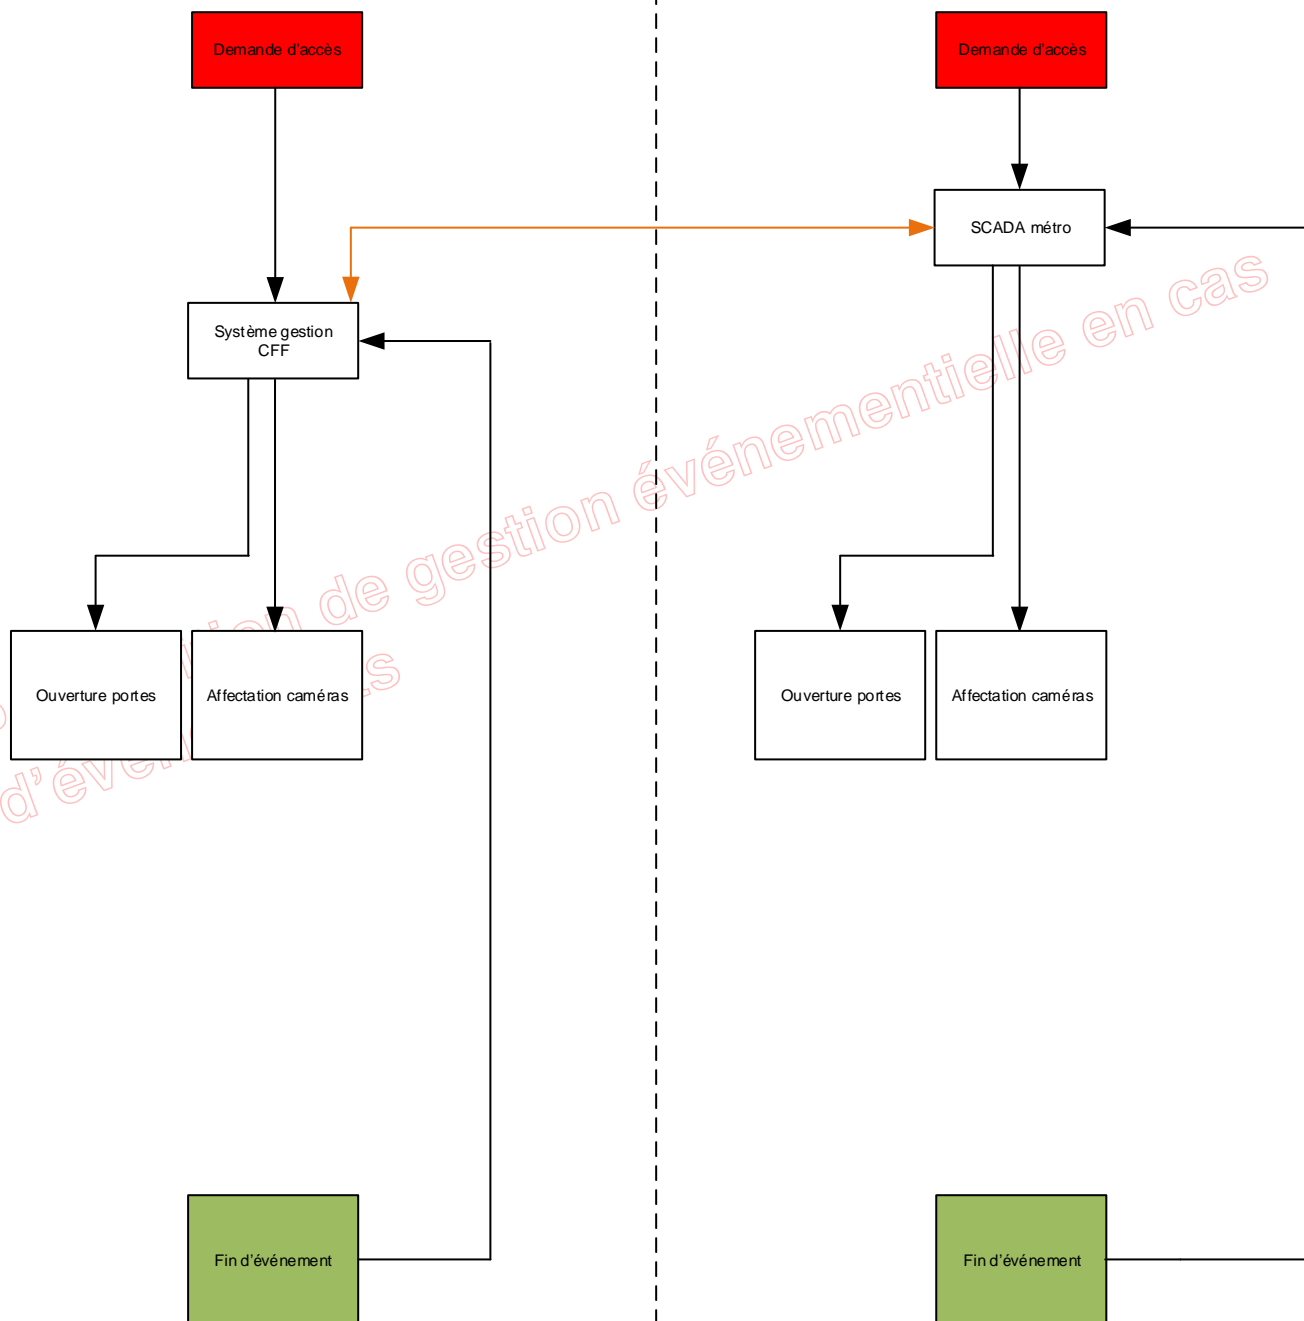 Demande d'accès
Demande d'accès
SCADA métro
Système gestion
CFF
de gestion événementielle en cas
Ouverture portes
Affectation caméras
Ouverture portes
Affectation caméras
Fin d'événement
Fin d'événement